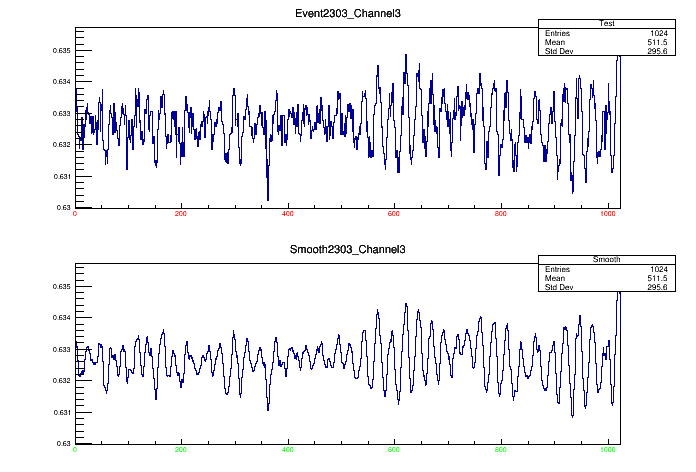 Event2303_Channel3
Test
Entries 1024
Mean 511.5
Std Dev 295.6
0.635
0.634
0.633
0.632
0.631
0.63
0 200 400 600 800 1000
Smooth2303_Channel3
Smooth
Entries 1024
Mean 511.5
Std Dev 295.6
0.635
0.634
0.633
0.632
0.631
0.63
0 200 400 600 800 1000